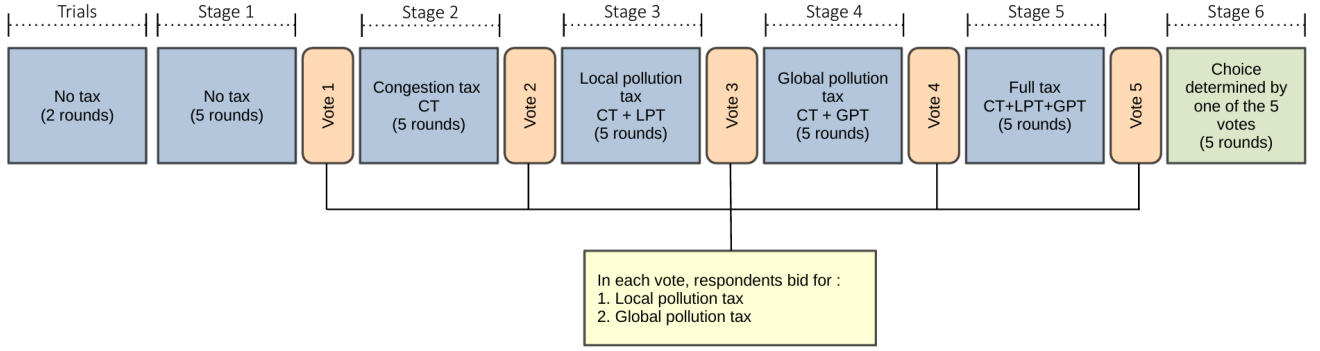 Trials
Stage 1
Stage 2
Stage 3
Stage 4
Stage 5
Stage 6
No tax
(2 rounds)
No tax
(5 rounds)
Vote 1
Congestion tax
CT
(5 rounds)
Vote 2
Local pollution
tax
CT + LPT
(5 rounds)
Vote 3
Global pollution
tax
CT + GPT
(5 rounds)
Vote 4
Full tax
CT+LPT+GPT
(5 rounds)
Vote 5
Choice
determined by
one of the 5
votes
(5 rounds)
In each vote, respondents bid for :
1. Local pollution tax
2. Global pollution tax